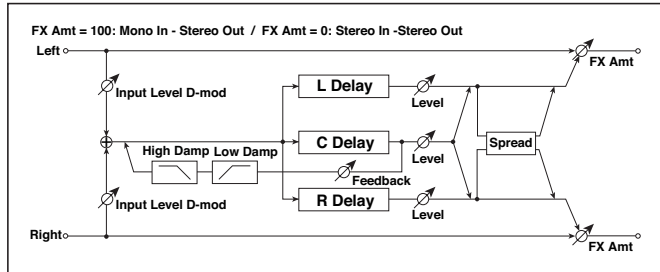 FX Amt = 100: Mono In - Stereo Out / FX Amt = 0: Stereo In -Stereo Out
Left
FX Amt
Input Level D-mod
L Delay
Level
High Damp
Low Damp
C Delay
Level
Spread
Feedback
Input Level D-mod
R Delay
Level
Right
FX Amt